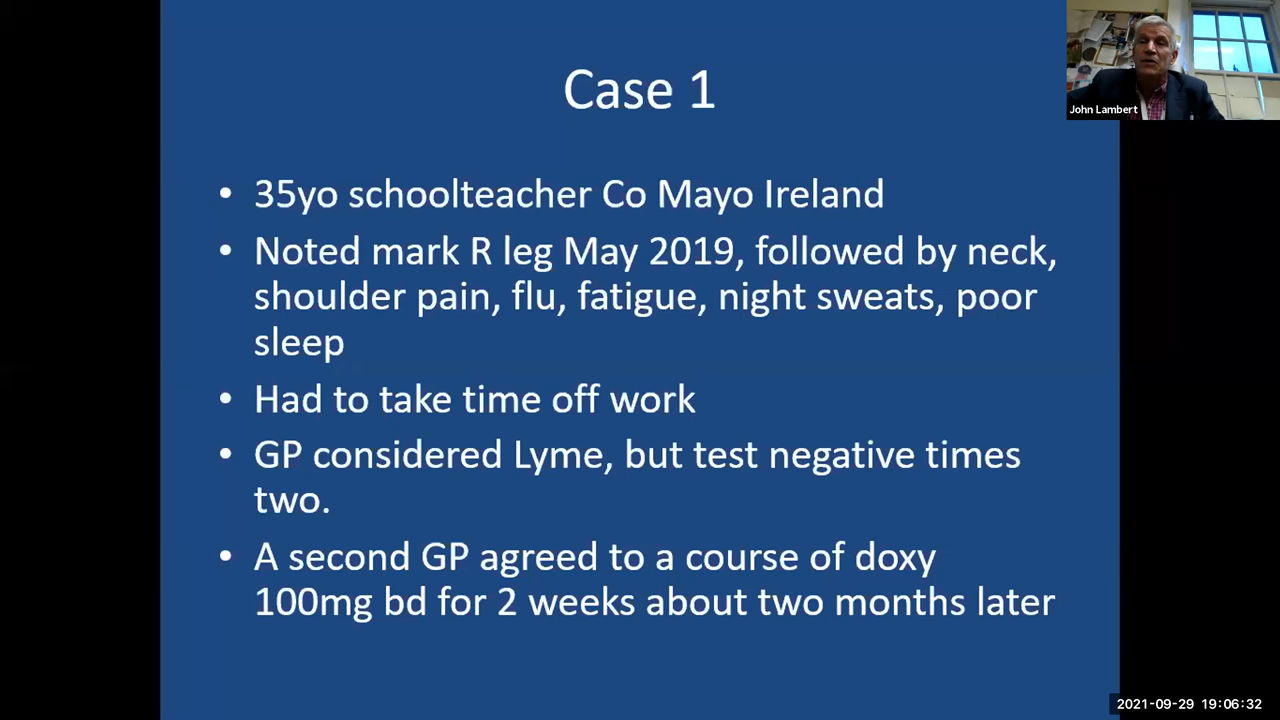 Case 1
John Lambert
• 35yo schoolteacher Co Mayo Ireland
• Noted mark R leg May 2019, followed by neck,
shoulder pain, flu, fatigue, night sweats, poor
sleep
• Had to take time off work
• GP considered Lyme, but test negative times
two.
• A second GP agreed to a course of doxy
100mg bd for 2 weeks about two months later
2021-09-29 19:06:32